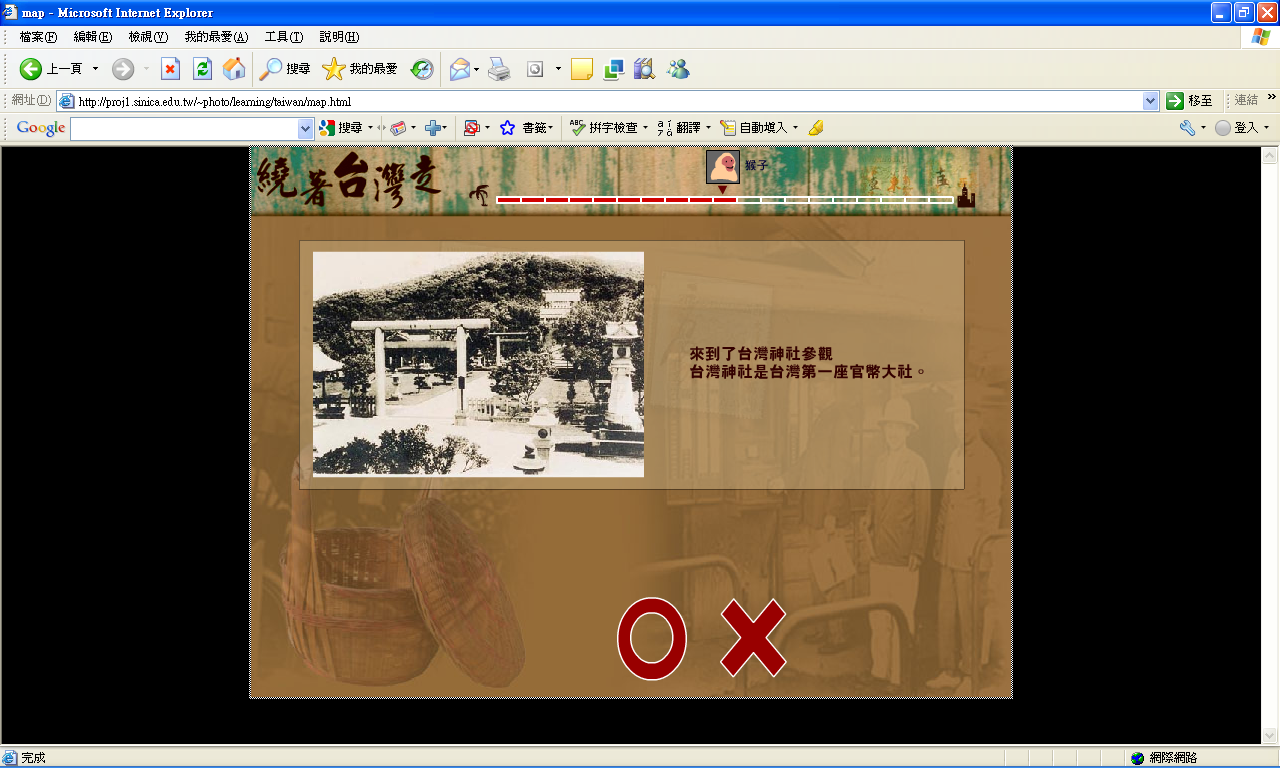 map - Microsoft Internet Explorer
檔案(F) 編輯(E) 檢視(V) 我的最愛(A) 工具(T) 說明(H)
上一頁 搜尋 我的最愛
網址(D) http://proj1.sinica.edu.tw/~photo/learning/taiwan/map.html 移至 連結 »
Google 搜尋 書籤 ABC 拼字檢查 翻譯 自動填入 登入
繞著台灣走
猴子
來到了台灣神社參觀
台灣神社是台灣第一座官幣大社。
完成 網際網路